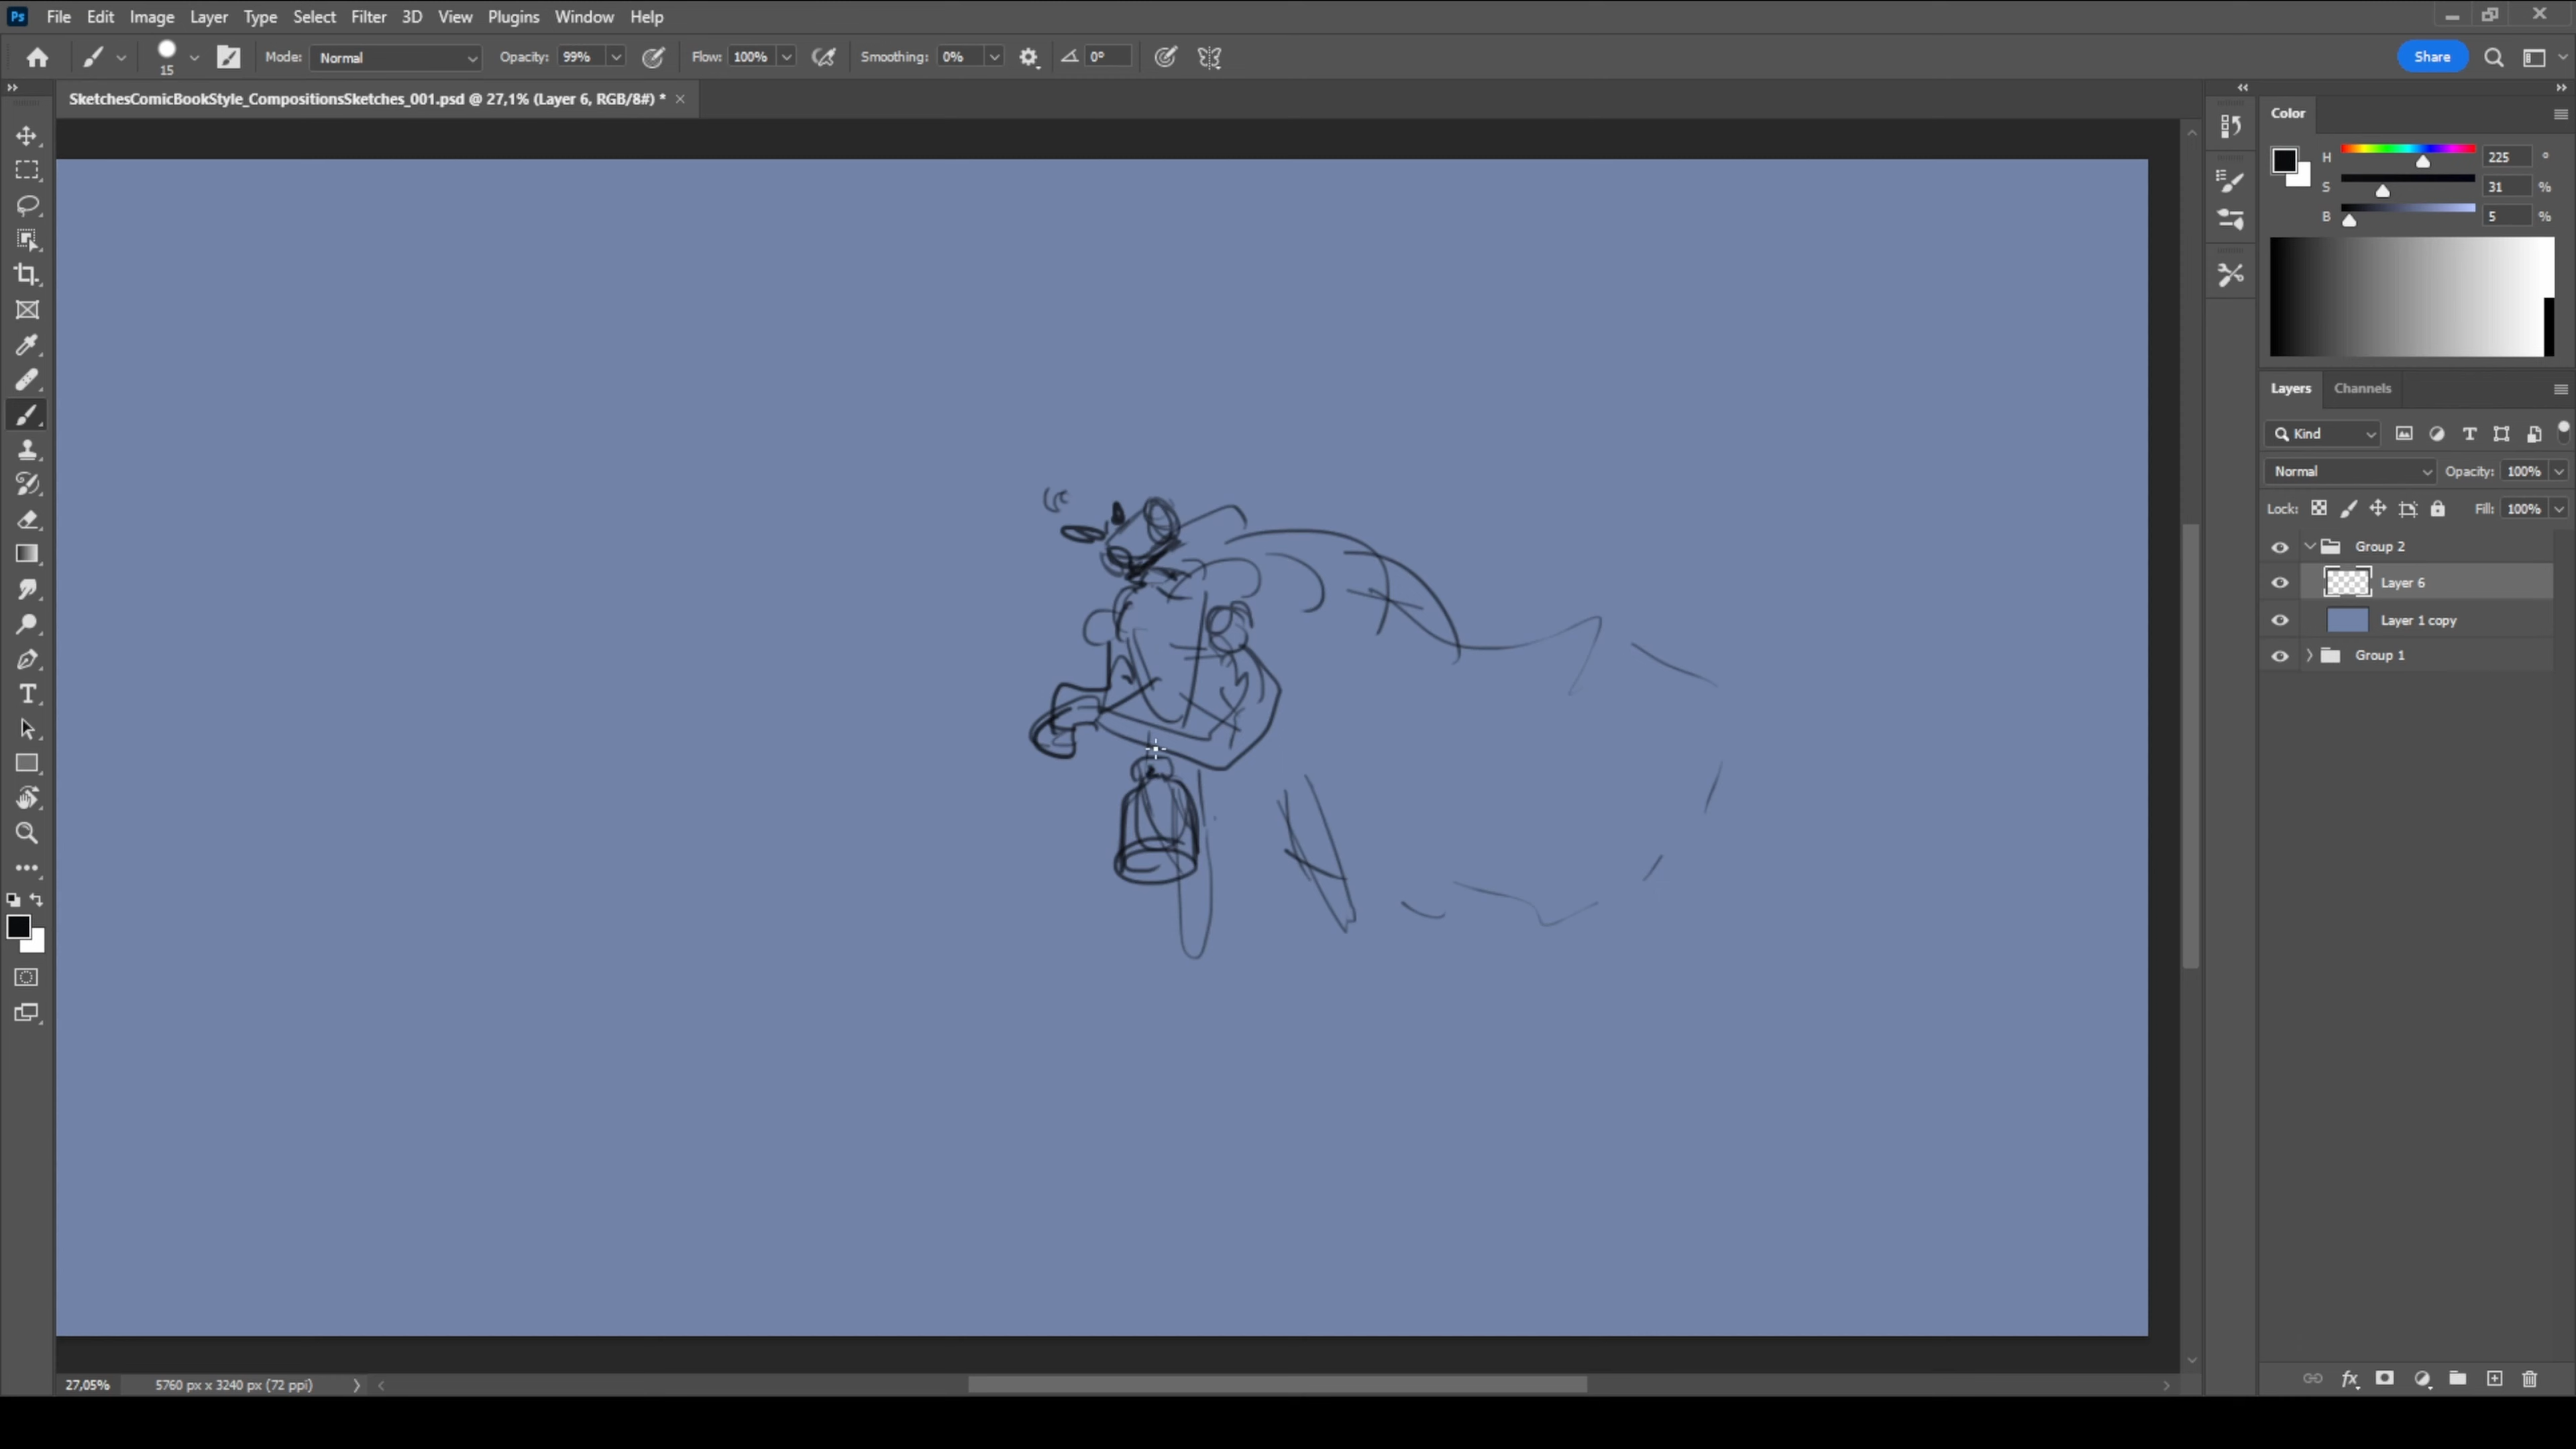 Ps File Edit Image Layer Type Select Filter 3D View Plugins Window Help
15 Mode: Normal Opacity: 99% Flow: 100% Smoothing: 0% 0° Share
SketchesComicBookStyle_CompositionsSketches_001.psd @ 27,1% (Layer 6, RGB/8#) * ×
Color
H 225 °
S 31 %
B 5 %
Layers Channels
Kind
Normal Opacity: 100%
Lock: Fill: 100%
Group 2
Layer 6
Layer 1 copy
Group 1
27,05% 5760 px x 3240 px (72 ppi)
fx